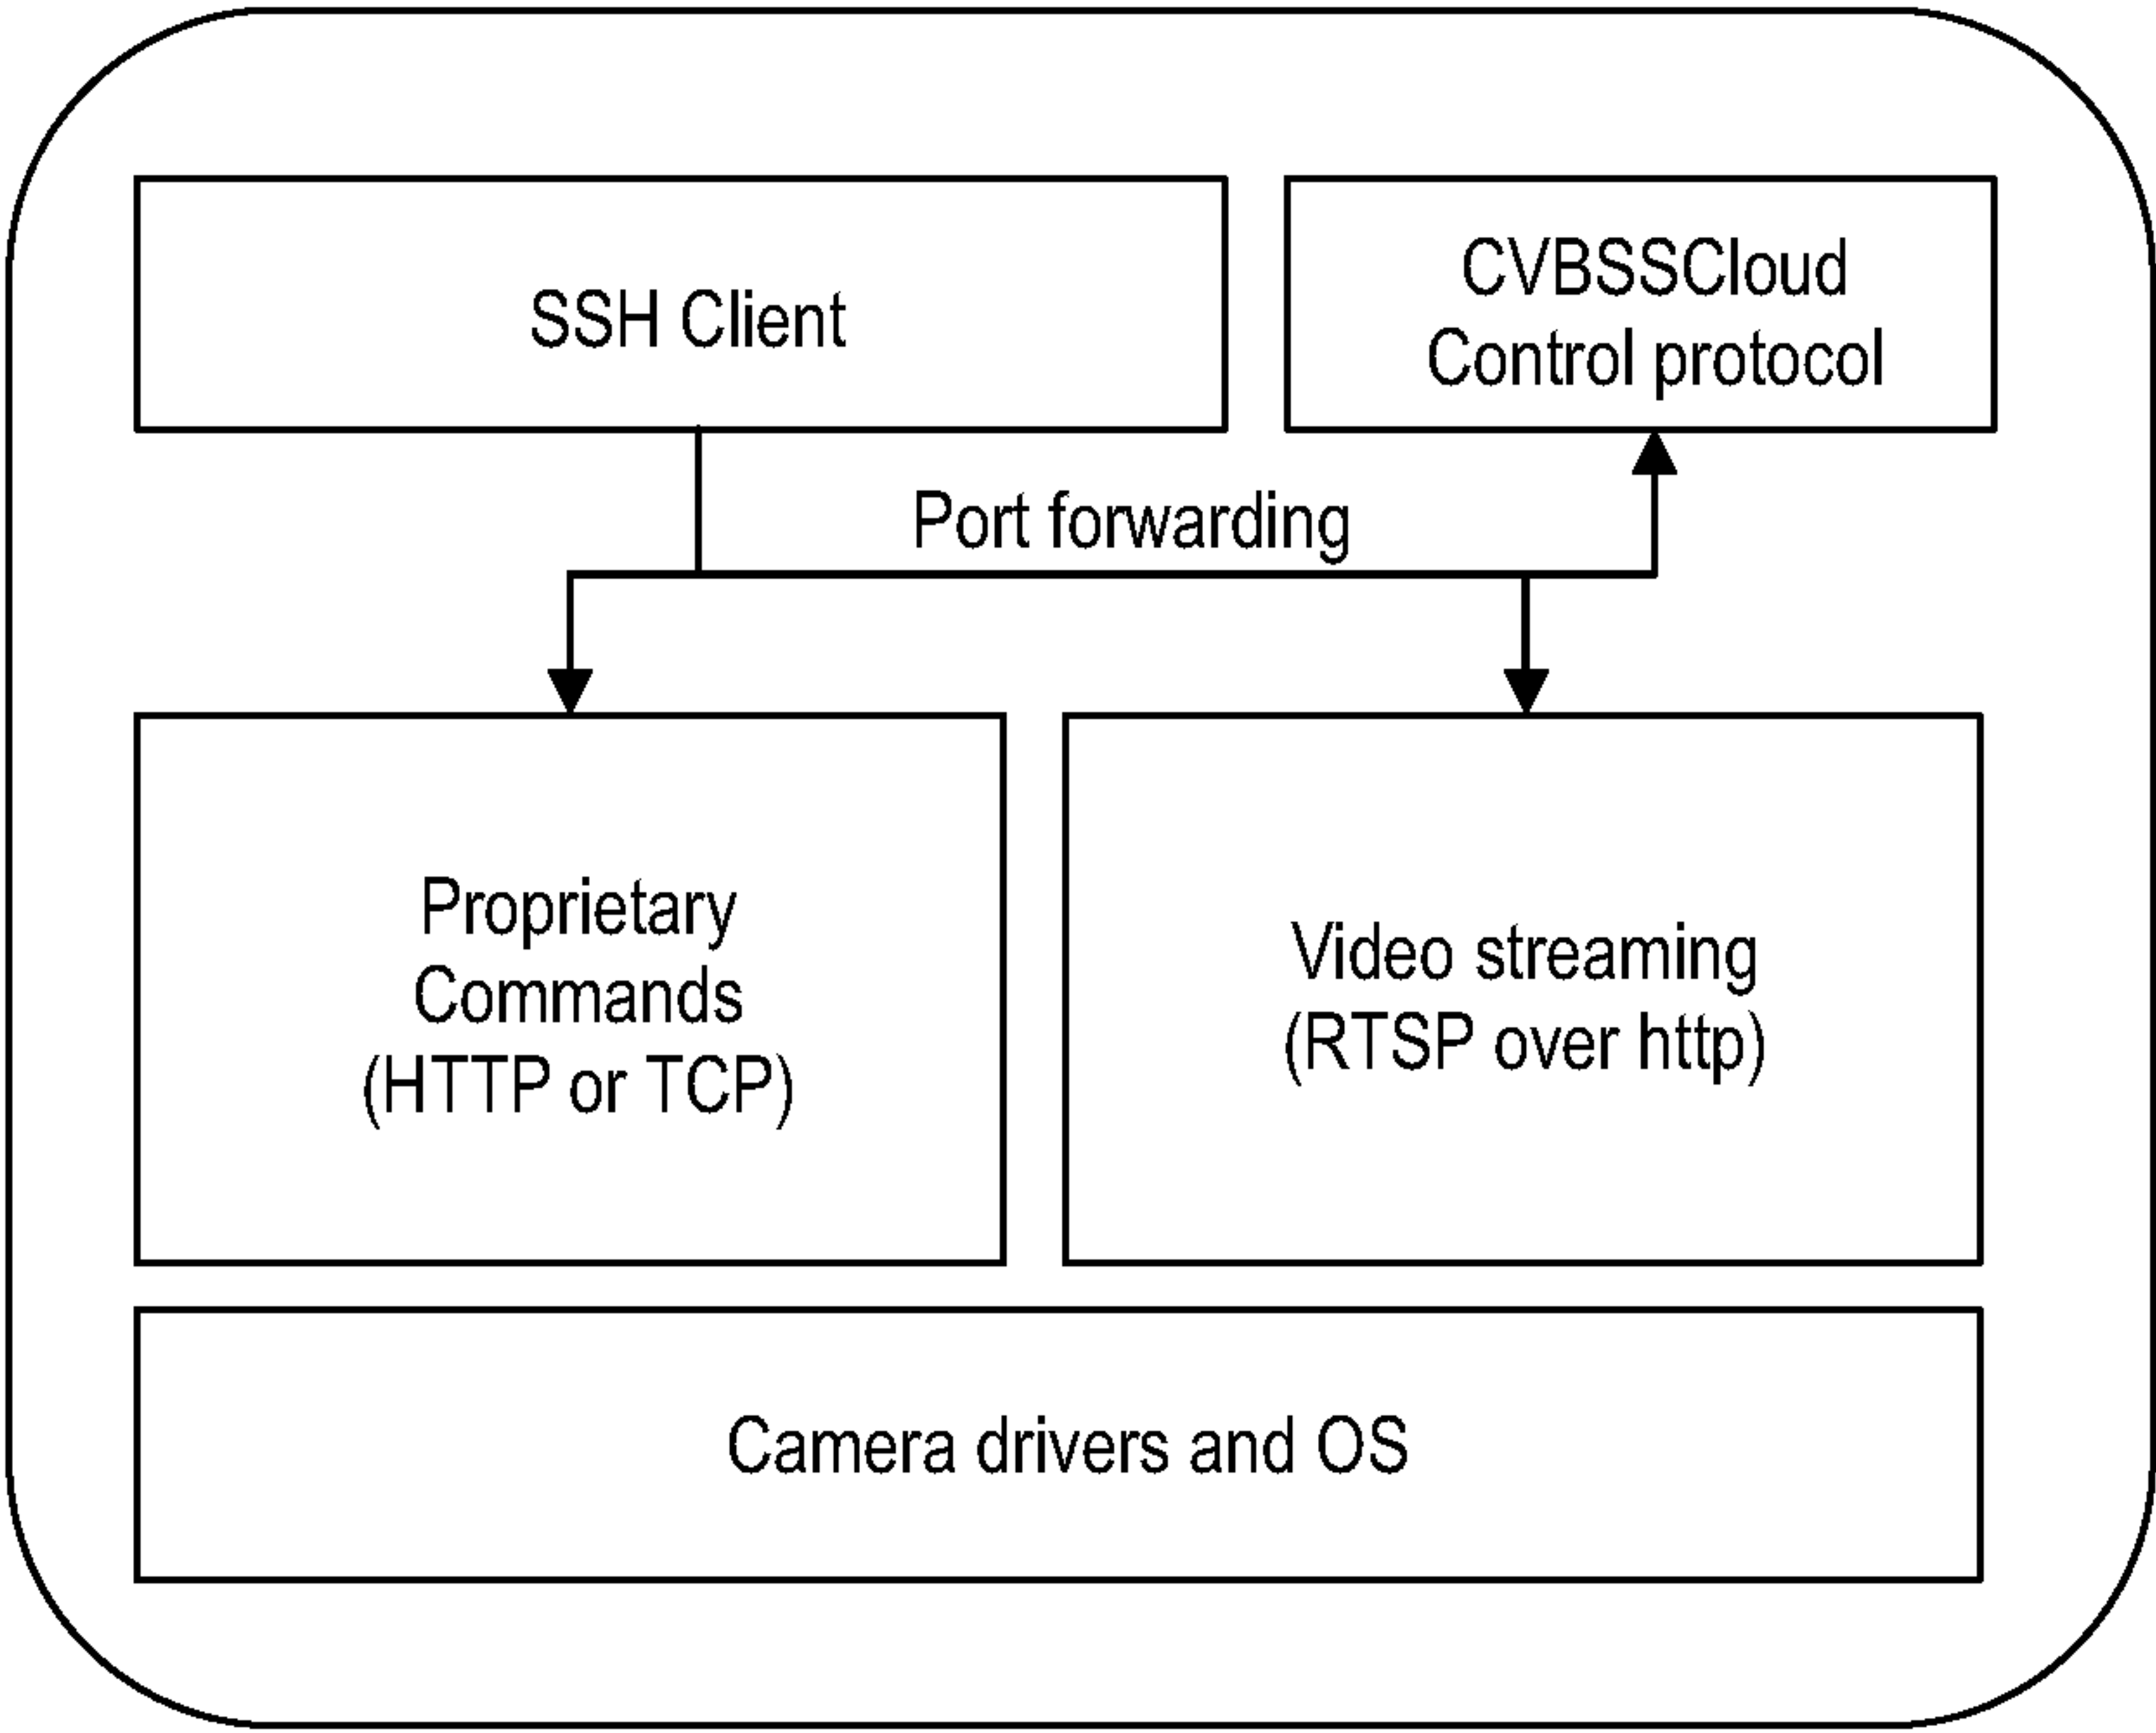 SSH Client
CVBSSCloud
Control protocol
Port forwarding
Proprietary
Commands
(HTTP or TCP)
Video streaming
(RTSP over http)
Camera drivers and OS